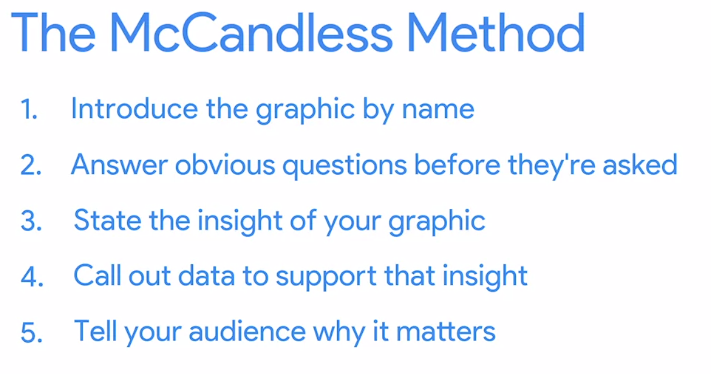 The McCandless Method
1. Introduce the graphic by name
2. Answer obvious questions before they're asked
3. State the insight of your graphic
4. Call out data to support that insight
5. Tell your audience why it matters